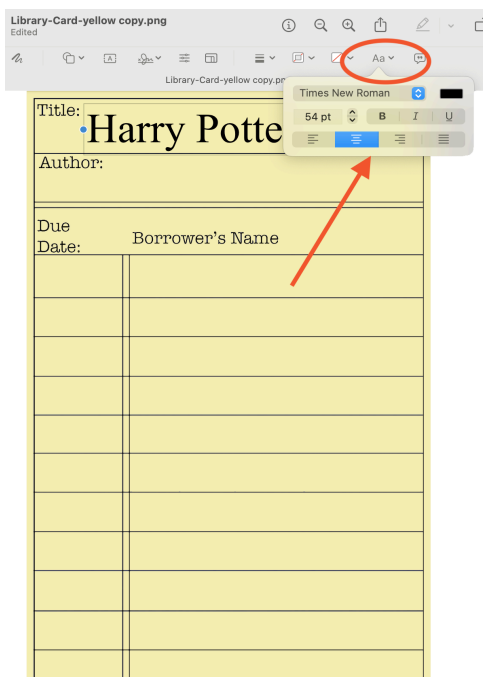 Library-Card-yellow copy.png
Edited
A
Aa
Library-Card-yellow copy.pn
Times New Roman
54 pt
B I U
Title:
Harry Potte
Author:
Due
Date:
Borrower's Name